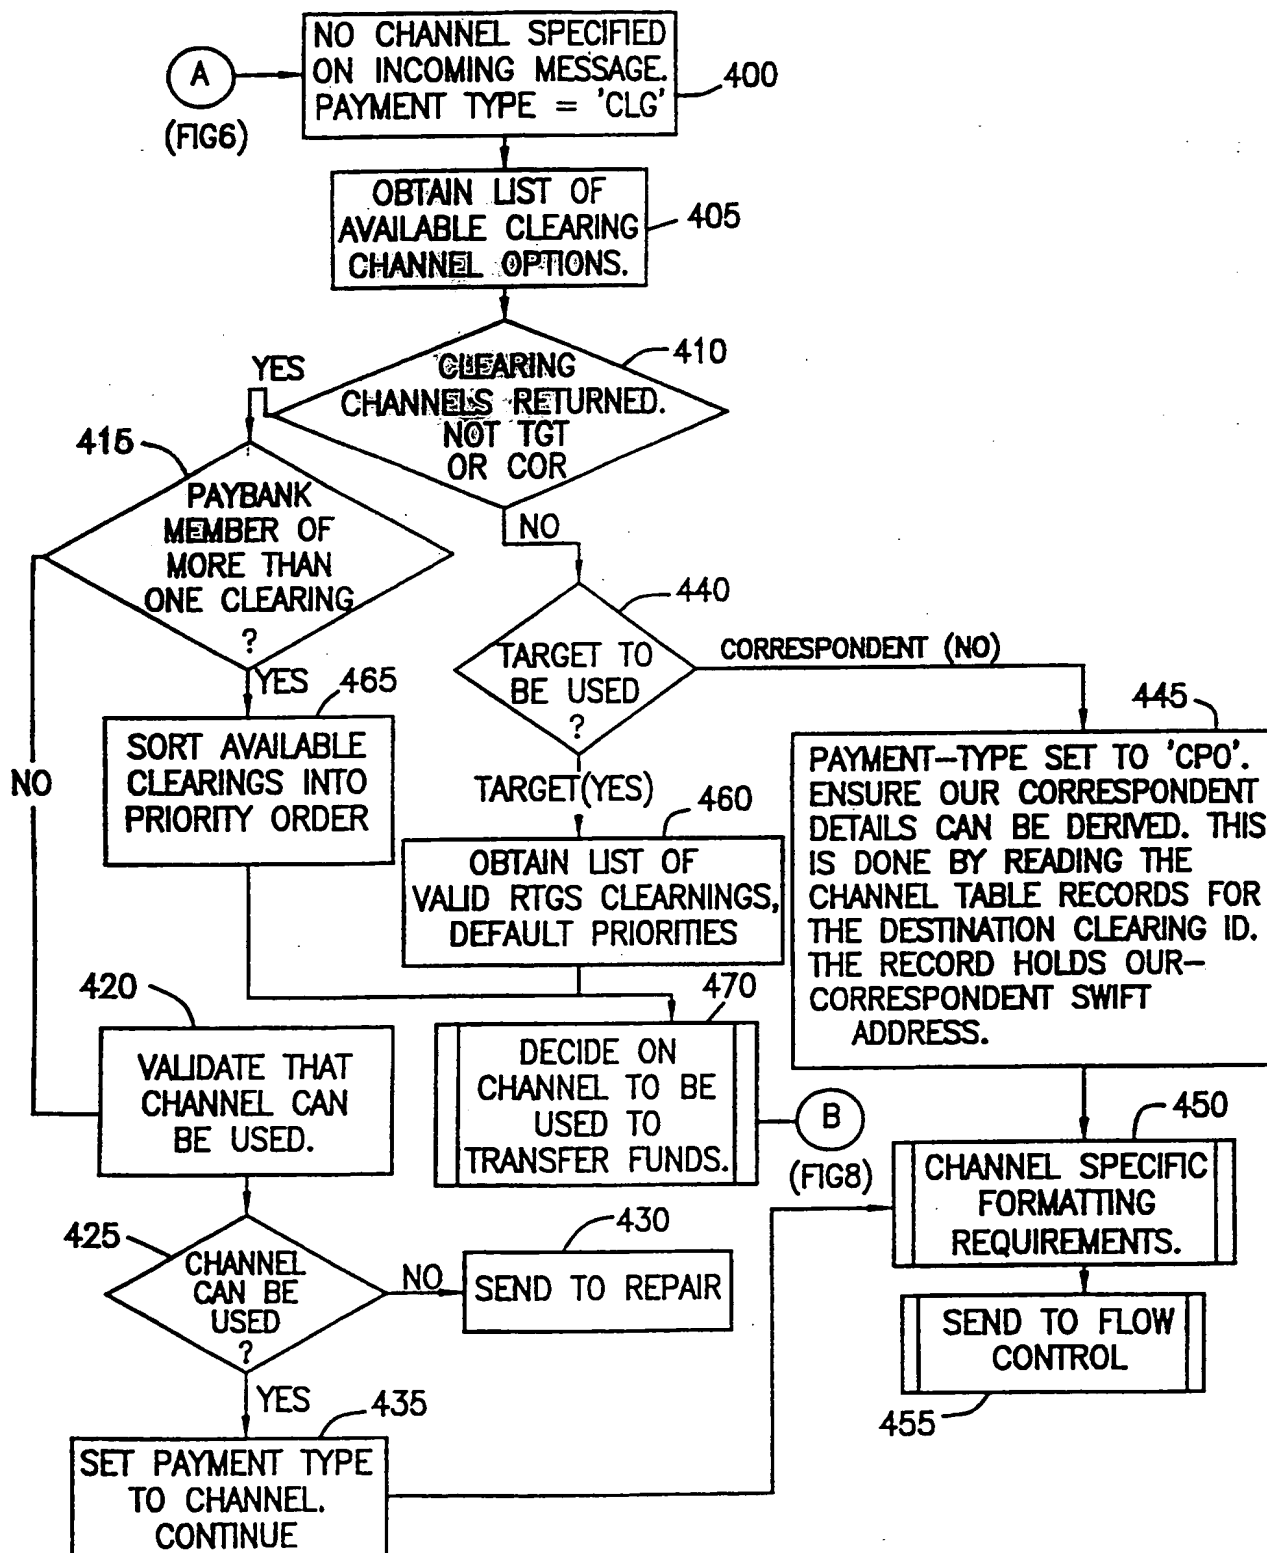 NO CHANNEL SPECIFIED
ON INCOMING MESSAGE.
PAYMENT TYPE = 'CLG'
400
A
(FIG6)
OBTAIN LIST OF
AVAILABLE CLEARING
CHANNEL OPTIONS.
405
CLEARING
CHANNELS RETURNED.
NOT TGT
OR COR
410
YES
NO
415
PAYBANK
MEMBER OF
MORE THAN
ONE CLEARING
?
YES
NO
440
TARGET TO
BE USED
?
CORRESPONDENT (NO)
TARGET(YES)
465
SORT AVAILABLE
CLEARINGS INTO
PRIORITY ORDER
460
OBTAIN LIST OF
VALID RTGS CLEARNINGS,
DEFAULT PRIORITIES
445
PAYMENT-TYPE SET TO 'CPO'.
ENSURE OUR CORRESPONDENT
DETAILS CAN BE DERIVED. THIS
IS DONE BY READING THE
CHANNEL TABLE RECORDS FOR
THE DESTINATION CLEARING ID.
THE RECORD HOLDS OUR-
CORRESPONDENT SWIFT
ADDRESS.
420
VALIDATE THAT
CHANNEL CAN
BE USED.
470
DECIDE ON
CHANNEL TO BE
USED TO
TRANSFER FUNDS.
B
(FIG8)
450
CHANNEL SPECIFIC
FORMATTING
REQUIREMENTS.
425
CHANNEL
CAN BE
USED
?
NO
YES
430
SEND TO REPAIR
SEND TO FLOW
CONTROL
455
435
SET PAYMENT TYPE
TO CHANNEL.
CONTINUE